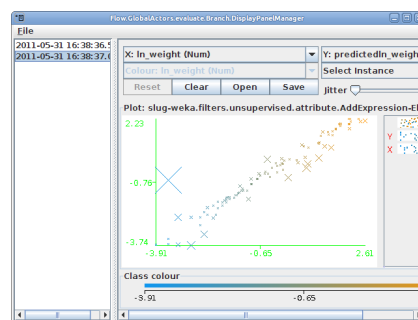 Flow.GlobalActors.evaluate.Branch.DisplayPanelManager
File
2011-05-31 16:38:36.5
2011-05-31 16:38:37.0
X: ln_weight (Num)
Y: predictedln_weigh
Colour: ln_weight (Num)
Select Instance
Reset
Clear
Open
Save
Jitter
Plot: slug-weka.filters.unsupervised.attribute.AddExpression-E
2.23
-0.76
-3.74
-3.91
-0.65
2.61
Y
X
Class colour
-3.91
-0.65